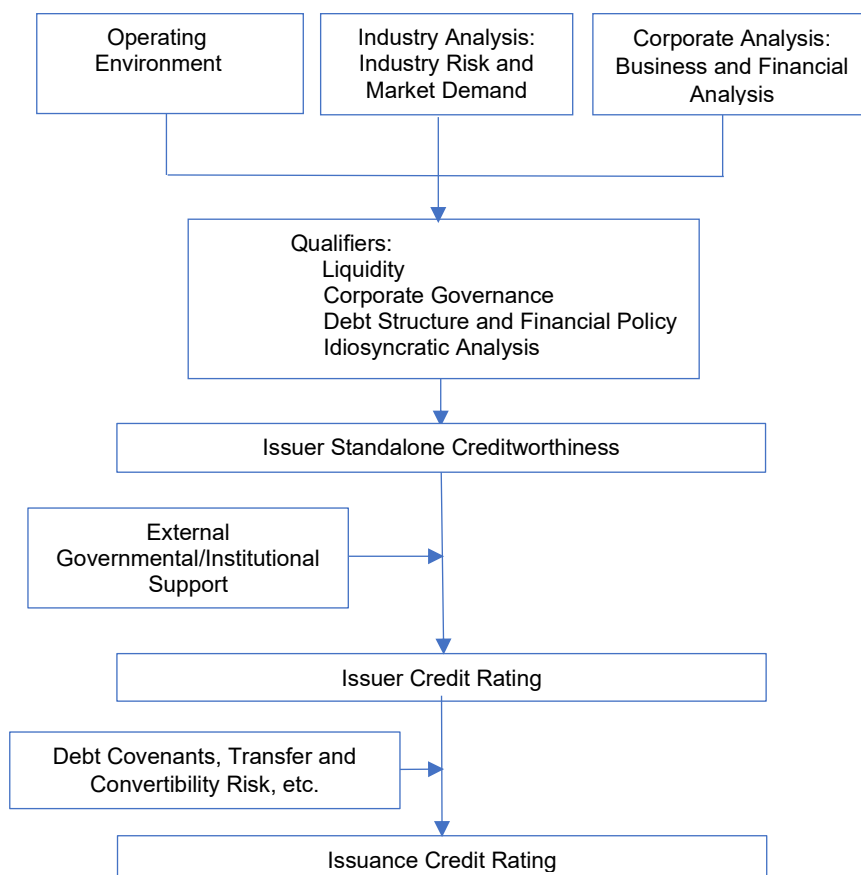 Operating
Environment
Industry Analysis:
Industry Risk and
Market Demand
Corporate Analysis:
Business and Financial
Analysis
Qualifiers:
Liquidity
Corporate Governance
Debt Structure and Financial Policy
Idiosyncratic Analysis
Issuer Standalone Creditworthiness
External
Governmental/Institutional
Support
Issuer Credit Rating
Debt Covenants, Transfer and
Convertibility Risk, etc.
Issuance Credit Rating